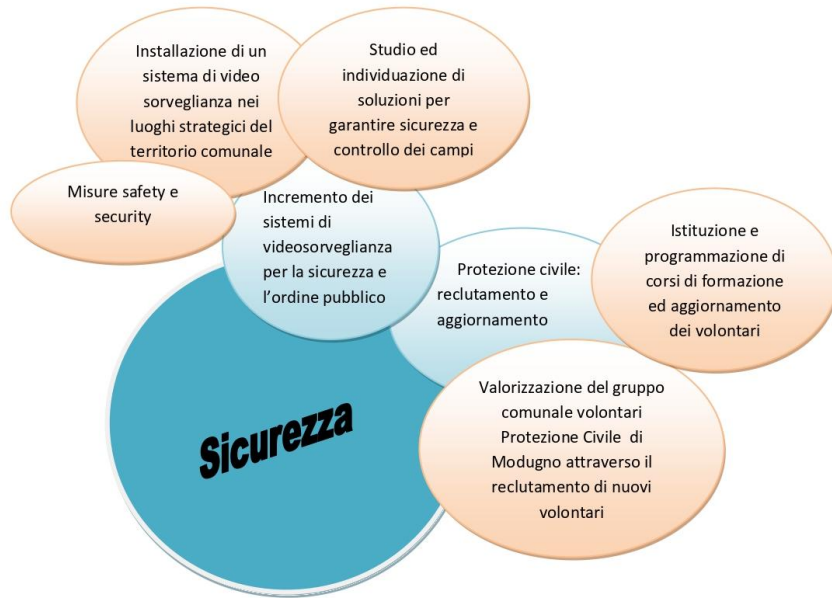 Installazione di un
sistema di video
sorveglianza nei
luoghi strategici del
territorio comunale
Studio ed
individuazione di
soluzioni per
garantire sicurezza e
controllo dei campi
Misure safety e
security
Incremento dei
sistemi di
videosorveglianza
per la sicurezza e
l’ordine pubblico
Protezione civile:
reclutamento e
aggiornamento
Istituzione e
programmazione di
corsi di formazione
ed aggiornamento
dei volontari
Valorizzazione del gruppo
comunale volontari
Protezione Civile di
Modugno attraverso il
reclutamento di nuovi
volontari
Sicurezza